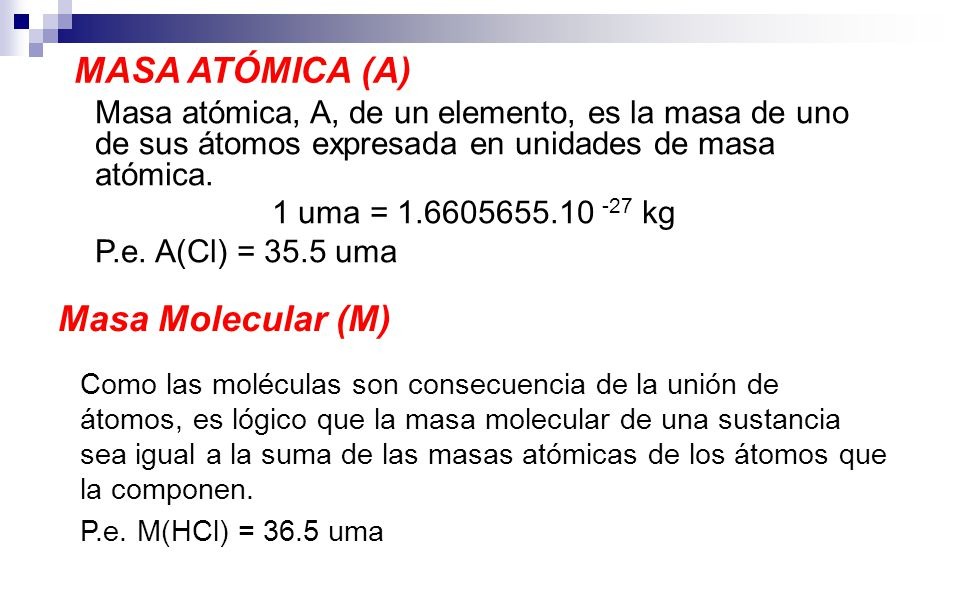 MASA ATÓMICA (A)
Masa atómica, A, de un elemento, es la masa de uno
de sus átomos expresada en unidades de masa
atómica.
1 uma = 1.6605655.10 -27 kg
P.e. A(Cl) = 35.5 uma
Masa Molecular (M)
Como las moléculas son consecuencia de la unión de
átomos, es lógico que la masa molecular de una sustancia
sea igual a la suma de las masas atómicas de los átomos que
la componen.
P.e. M(HCl) = 36.5 uma